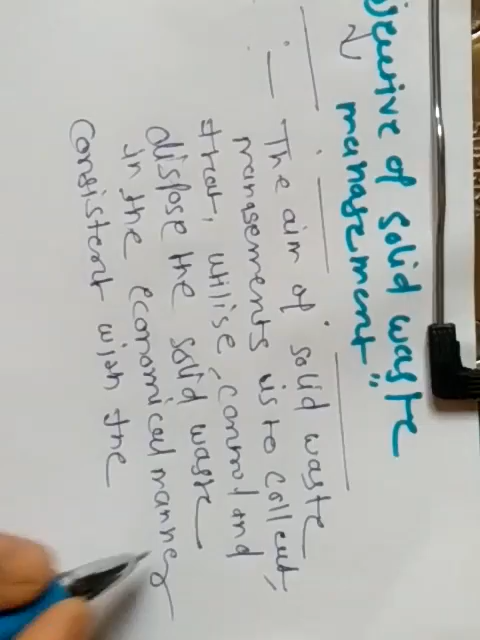 of solid waste
management"
:- The aim of solid waste
managements is to collect,
treat, utilise, control and
dispose the solid waste
in the economical manner
consistent with the